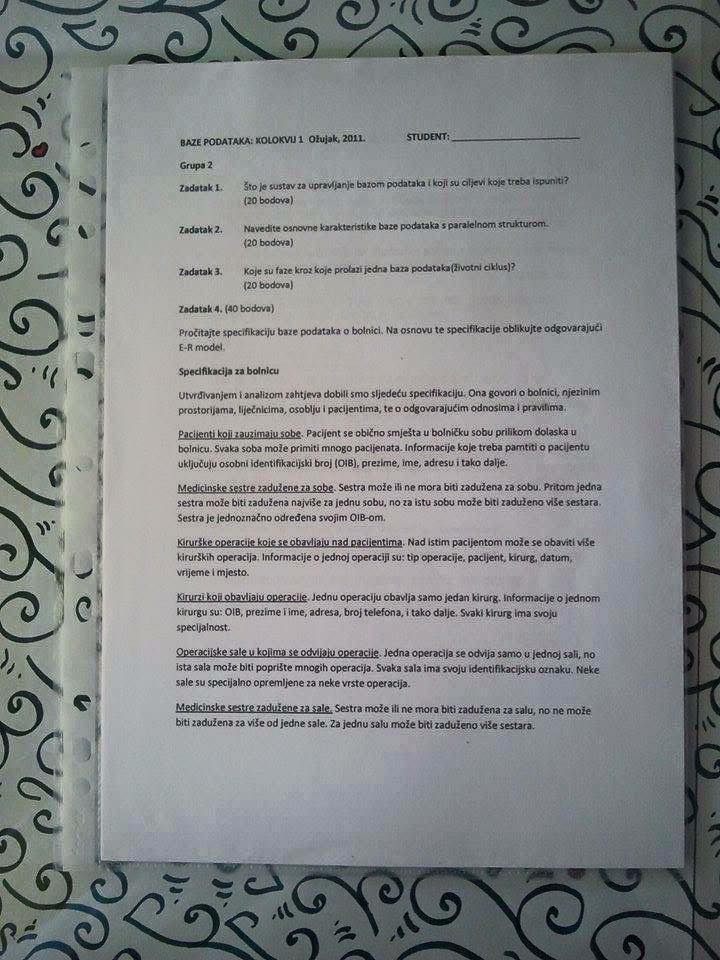 BAZE PODATAKA: KOLOKVIJ 1 Ožujak, 2011. STUDENT: ____________________
Grupa 2
Zadatak 1. Što je sustav za upravljanje bazom podataka i koji su ciljevi koje treba ispuniti?
(20 bodova)
Zadatak 2. Navedite osnovne karakteristike baze podataka s paralelnom strukturom.
(20 bodova)
Zadatak 3. Koje su faze kroz koje prolazi jedna baza podataka(životni ciklus)?
(20 bodova)
Zadatak 4. (40 bodova)
Pročitajte specifikaciju baze podataka o bolnici. Na osnovu te specifikacije oblikujte odgovarajući
E-R model.
Specifikacija za bolnicu
Utvrđivanjem i analizom zahtjeva dobili smo sljedeću specifikaciju. Ona govori o bolnici, njezinim
prostorijama, liječnicima, osoblju i pacijentima, te o odgovarajućim odnosima i pravilima.
Pacijenti koji zauzimaju sobe. Pacijent se obično smješta u bolničku sobu prilikom dolaska u
bolnicu. Svaka soba može primiti mnogo pacijenata. Informacije koje treba pamtiti o pacijentu
uključuju osobni identifikacijski broj (OIB), prezime, ime, adresu i tako dalje.
Medicinske sestre zadužene za sobe. Sestra može ili ne mora biti zadužena za sobu. Pritom jedna
sestra može biti zadužena najviše za jednu sobu, no za istu sobu može biti zaduženo više sestara.
Sestra je jednoznačno određena svojim OIB-om.
Kirurške operacije koje se obavljaju nad pacijentima. Nad istim pacijentom može se obaviti više
kirurških operacija. Informacije o jednoj operaciji su: tip operacije, pacijent, kirurg, datum,
vrijeme i mjesto.
Kirurzi koji obavljaju operacije. Jednu operaciju obavlja samo jedan kirurg. Informacije o jednom
kirurgu su: OIB, prezime i ime, adresa, broj telefona, i tako dalje. Svaki kirurg ima svoju
specijalnost.
Operacijske sale u kojima se odvijaju operacije. Jedna operacija se odvija samo u jednoj sali, no
ista sala može biti poprište mnogih operacija. Svaka sala ima svoju identifikacijsku oznaku. Neke
sale su specijalno opremljene za neke vrste operacija.
Medicinske sestre zadužene za sale. Sestra može ili ne mora biti zadužena za salu, no ne može
biti zadužena za više od jedne sale. Za jednu salu može biti zaduženo više sestara.